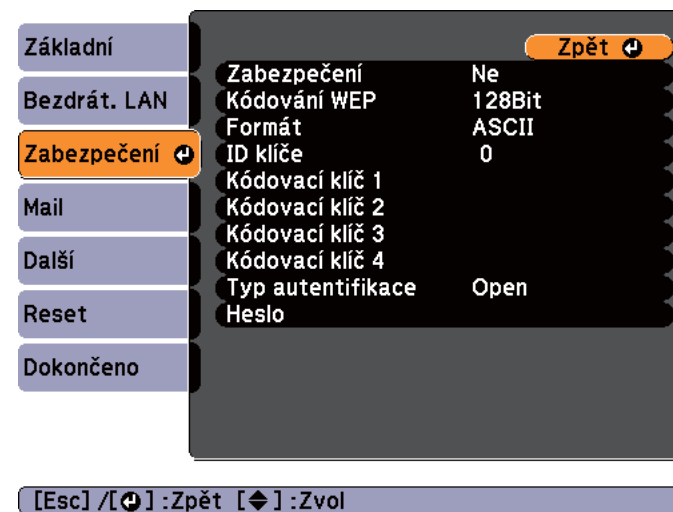 Základní
Bezdrát. LAN
Zabezpečení
Mail
Další
Reset
Dokončeno
Zpět
Zabezpečení Ne
Kódování WEP 128Bit
Formát ASCII
ID klíče 0
Kódovací klíč 1
Kódovací klíč 2
Kódovací klíč 3
Kódovací klíč 4
Typ autentifikace Open
Heslo
[Esc] /[⏎] :Zpět [◆] :Zvol